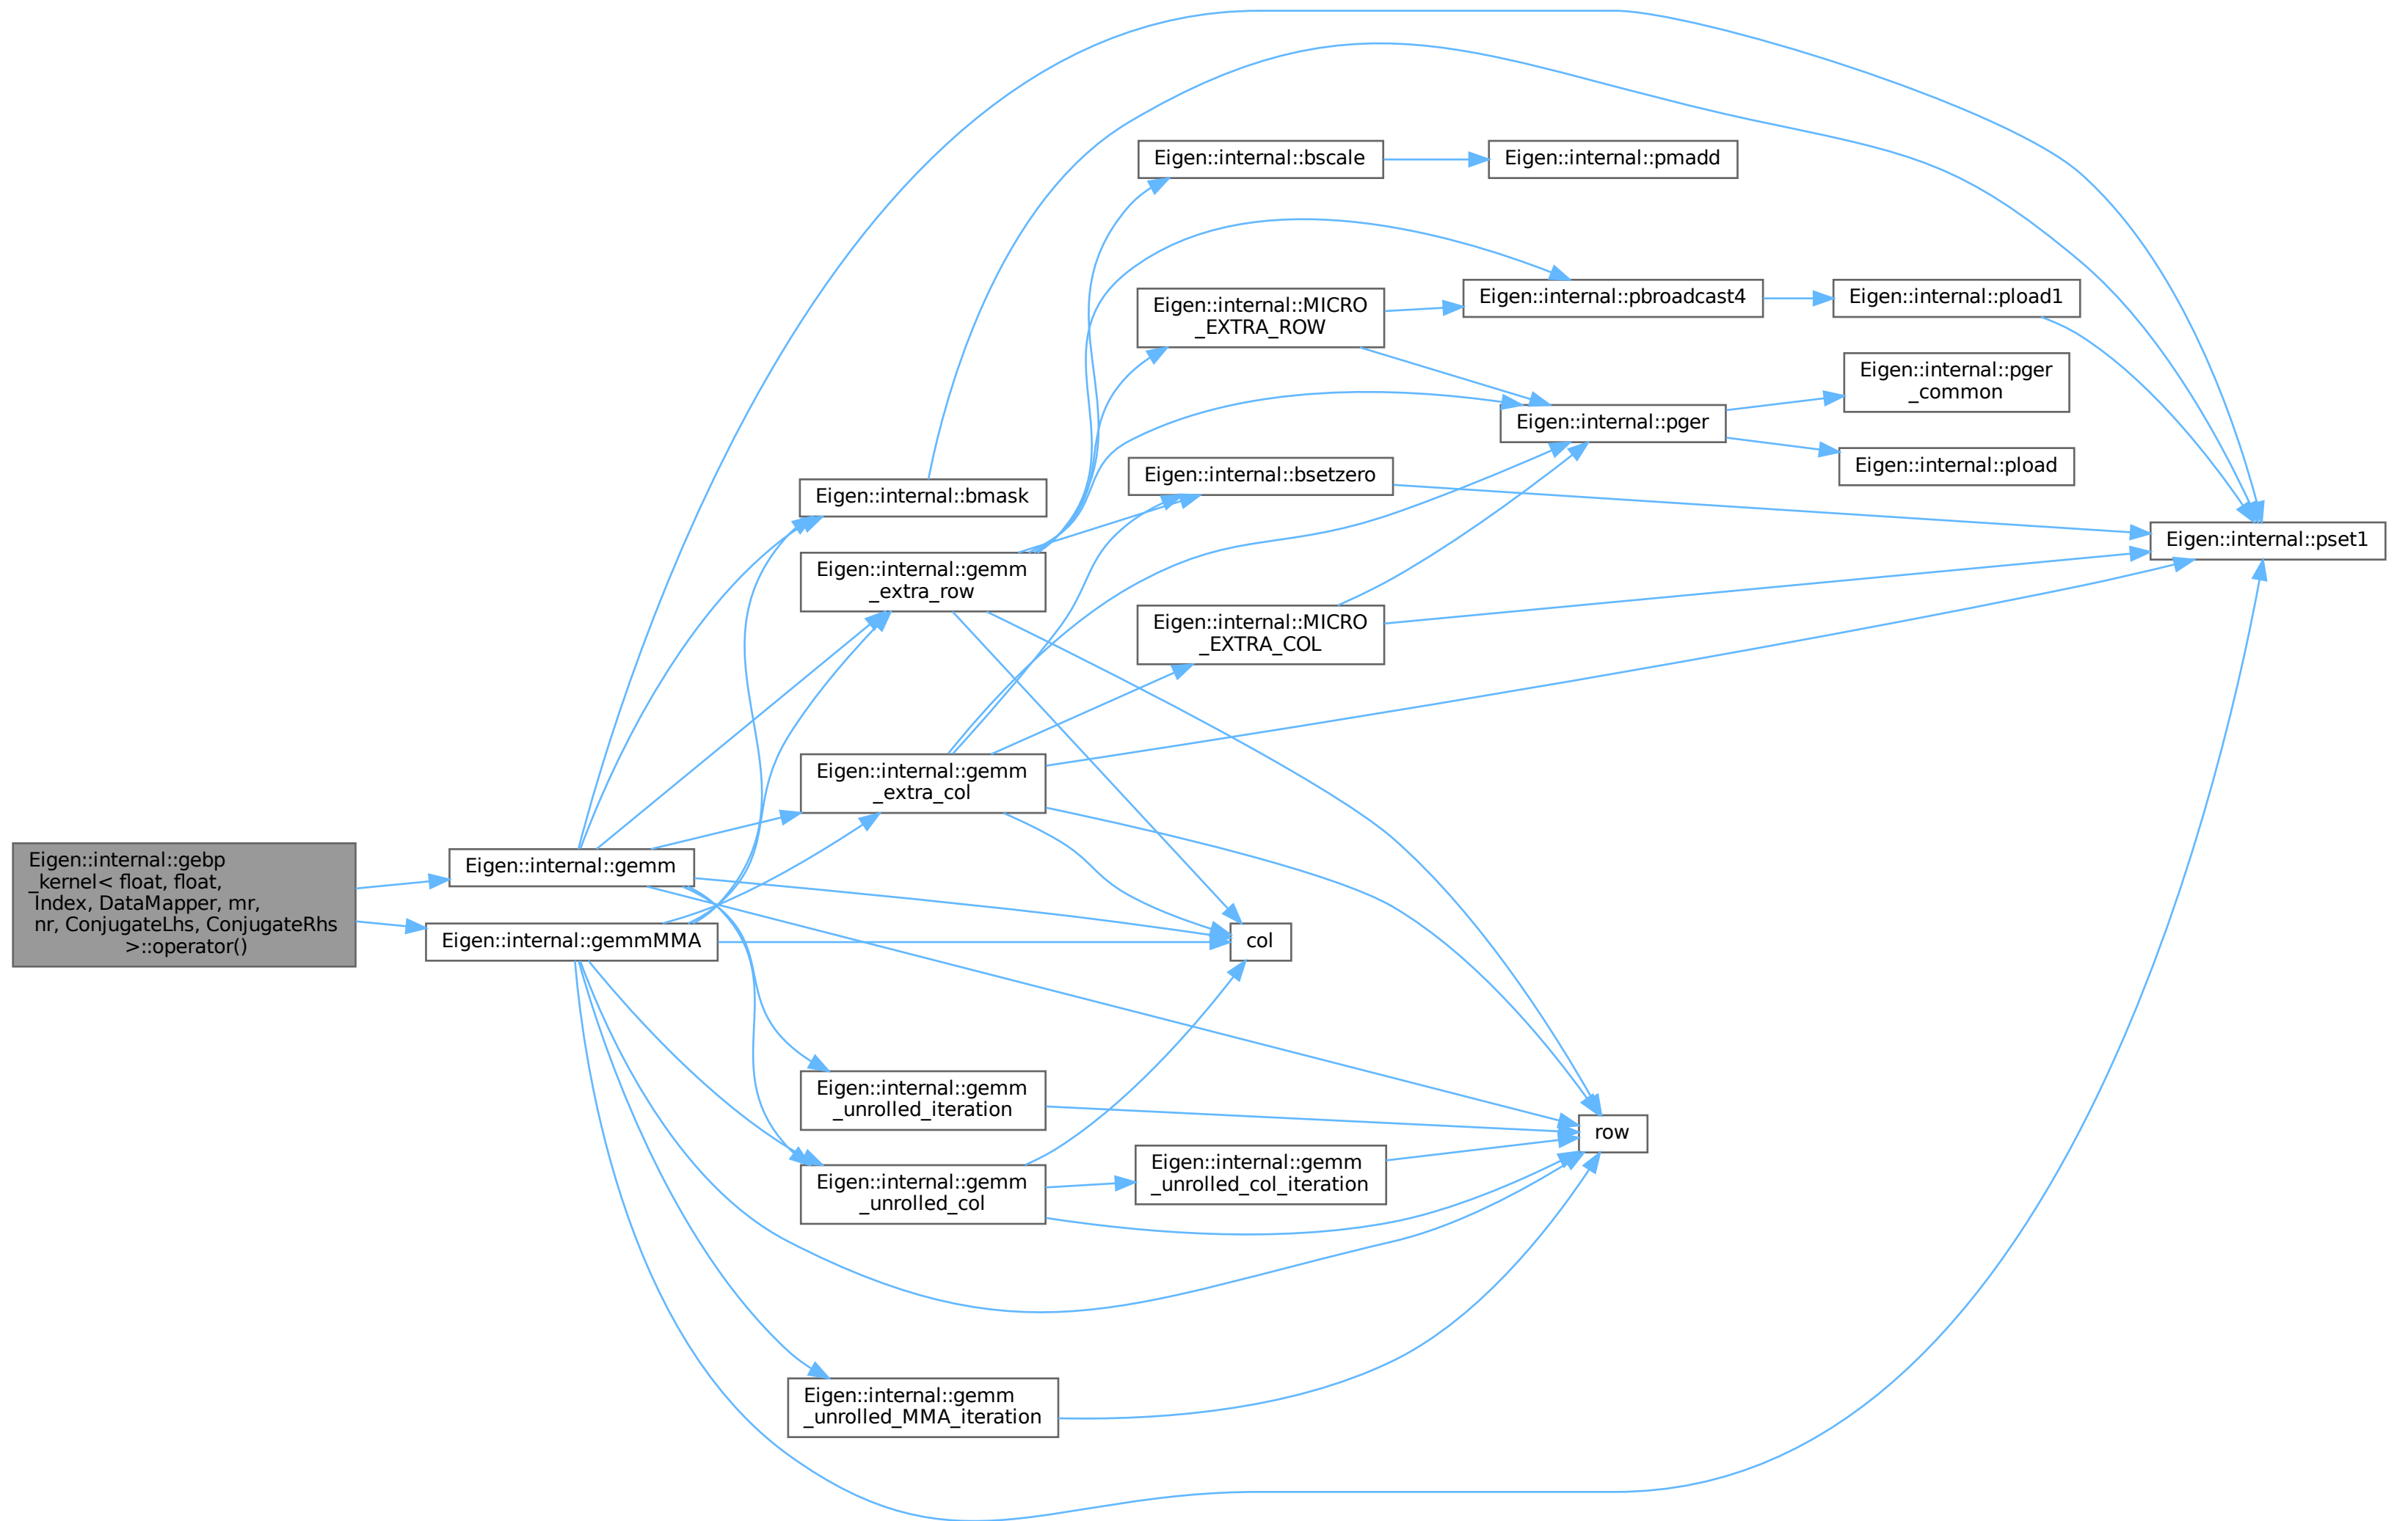 Eigen::internal::gebp
_kernel< float, float,
Index, DataMapper, mr,
nr, ConjugateLhs, ConjugateRhs
>::operator()
Eigen::internal::gemm
Eigen::internal::gemmMMA
Eigen::internal::bmask
Eigen::internal::gemm
_extra_row
Eigen::internal::gemm
_extra_col
Eigen::internal::gemm
_unrolled_iteration
Eigen::internal::gemm
_unrolled_col
Eigen::internal::gemm
_unrolled_MMA_iteration
Eigen::internal::bscale
Eigen::internal::MICRO
_EXTRA_ROW
Eigen::internal::bsetzero
Eigen::internal::MICRO
_EXTRA_COL
col
Eigen::internal::gemm
_unrolled_col_iteration
Eigen::internal::pmadd
Eigen::internal::pbroadcast4
Eigen::internal::pger
row
Eigen::internal::pload1
Eigen::internal::pger
_common
Eigen::internal::pload
Eigen::internal::pset1